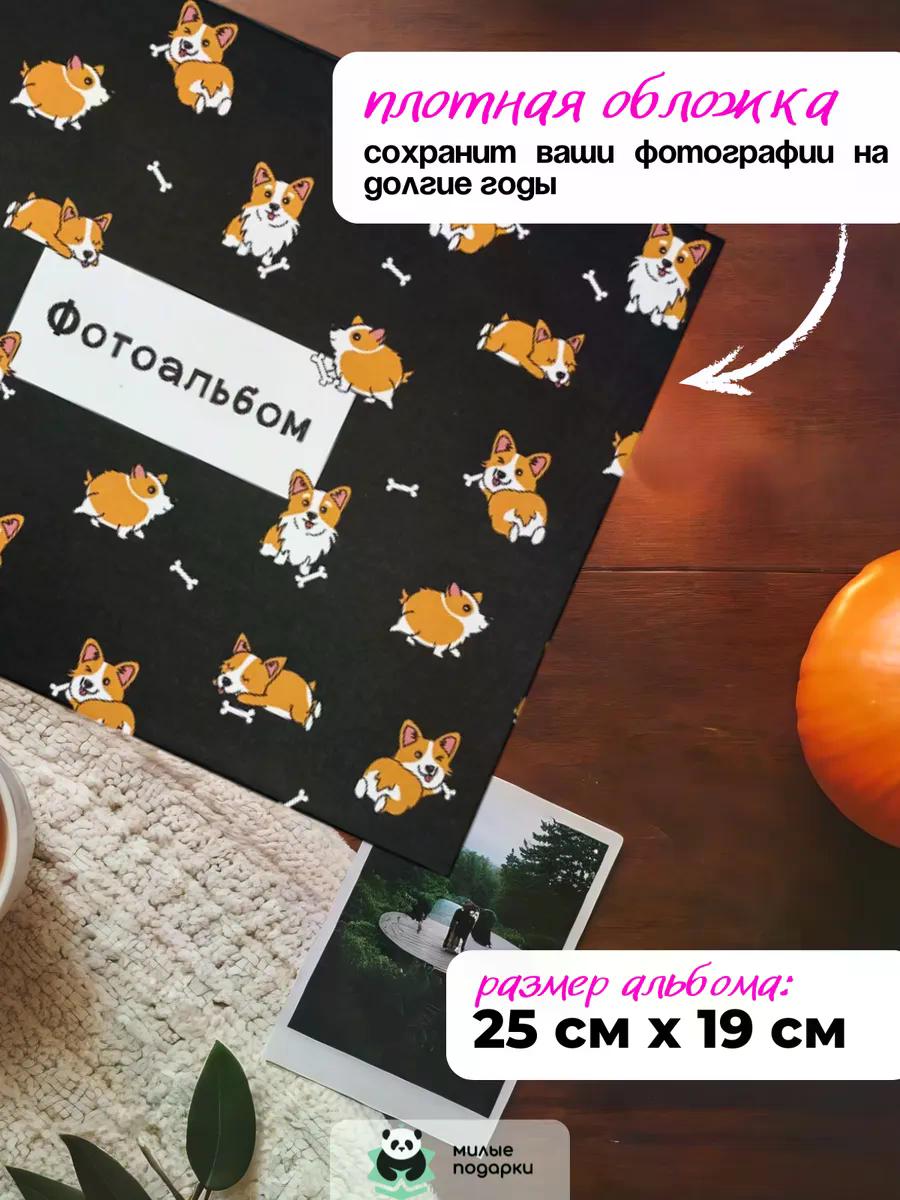 плотная обложка
сохранит ваши фотографии на
долгие годы
Фотоальбом
размер альбома:
25 см х 19 см
милые
подарки